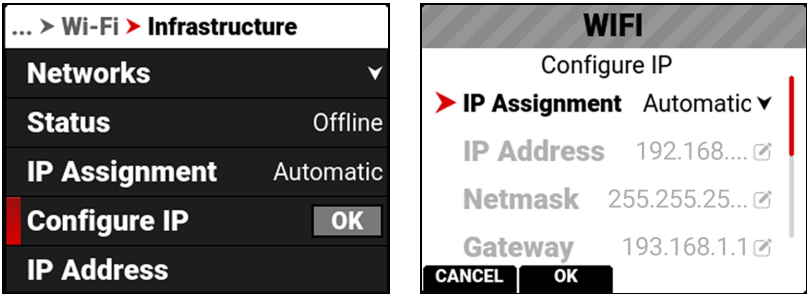 ... > Wi-Fi > Infrastructure
Networks
Status Offline
IP Assignment Automatic
Configure IP OK
IP Address
WIFI
Configure IP
IP Assignment Automatic
IP Address 192.168....
Netmask 255.255.25...
Gateway 193.168.1.1
CANCEL OK